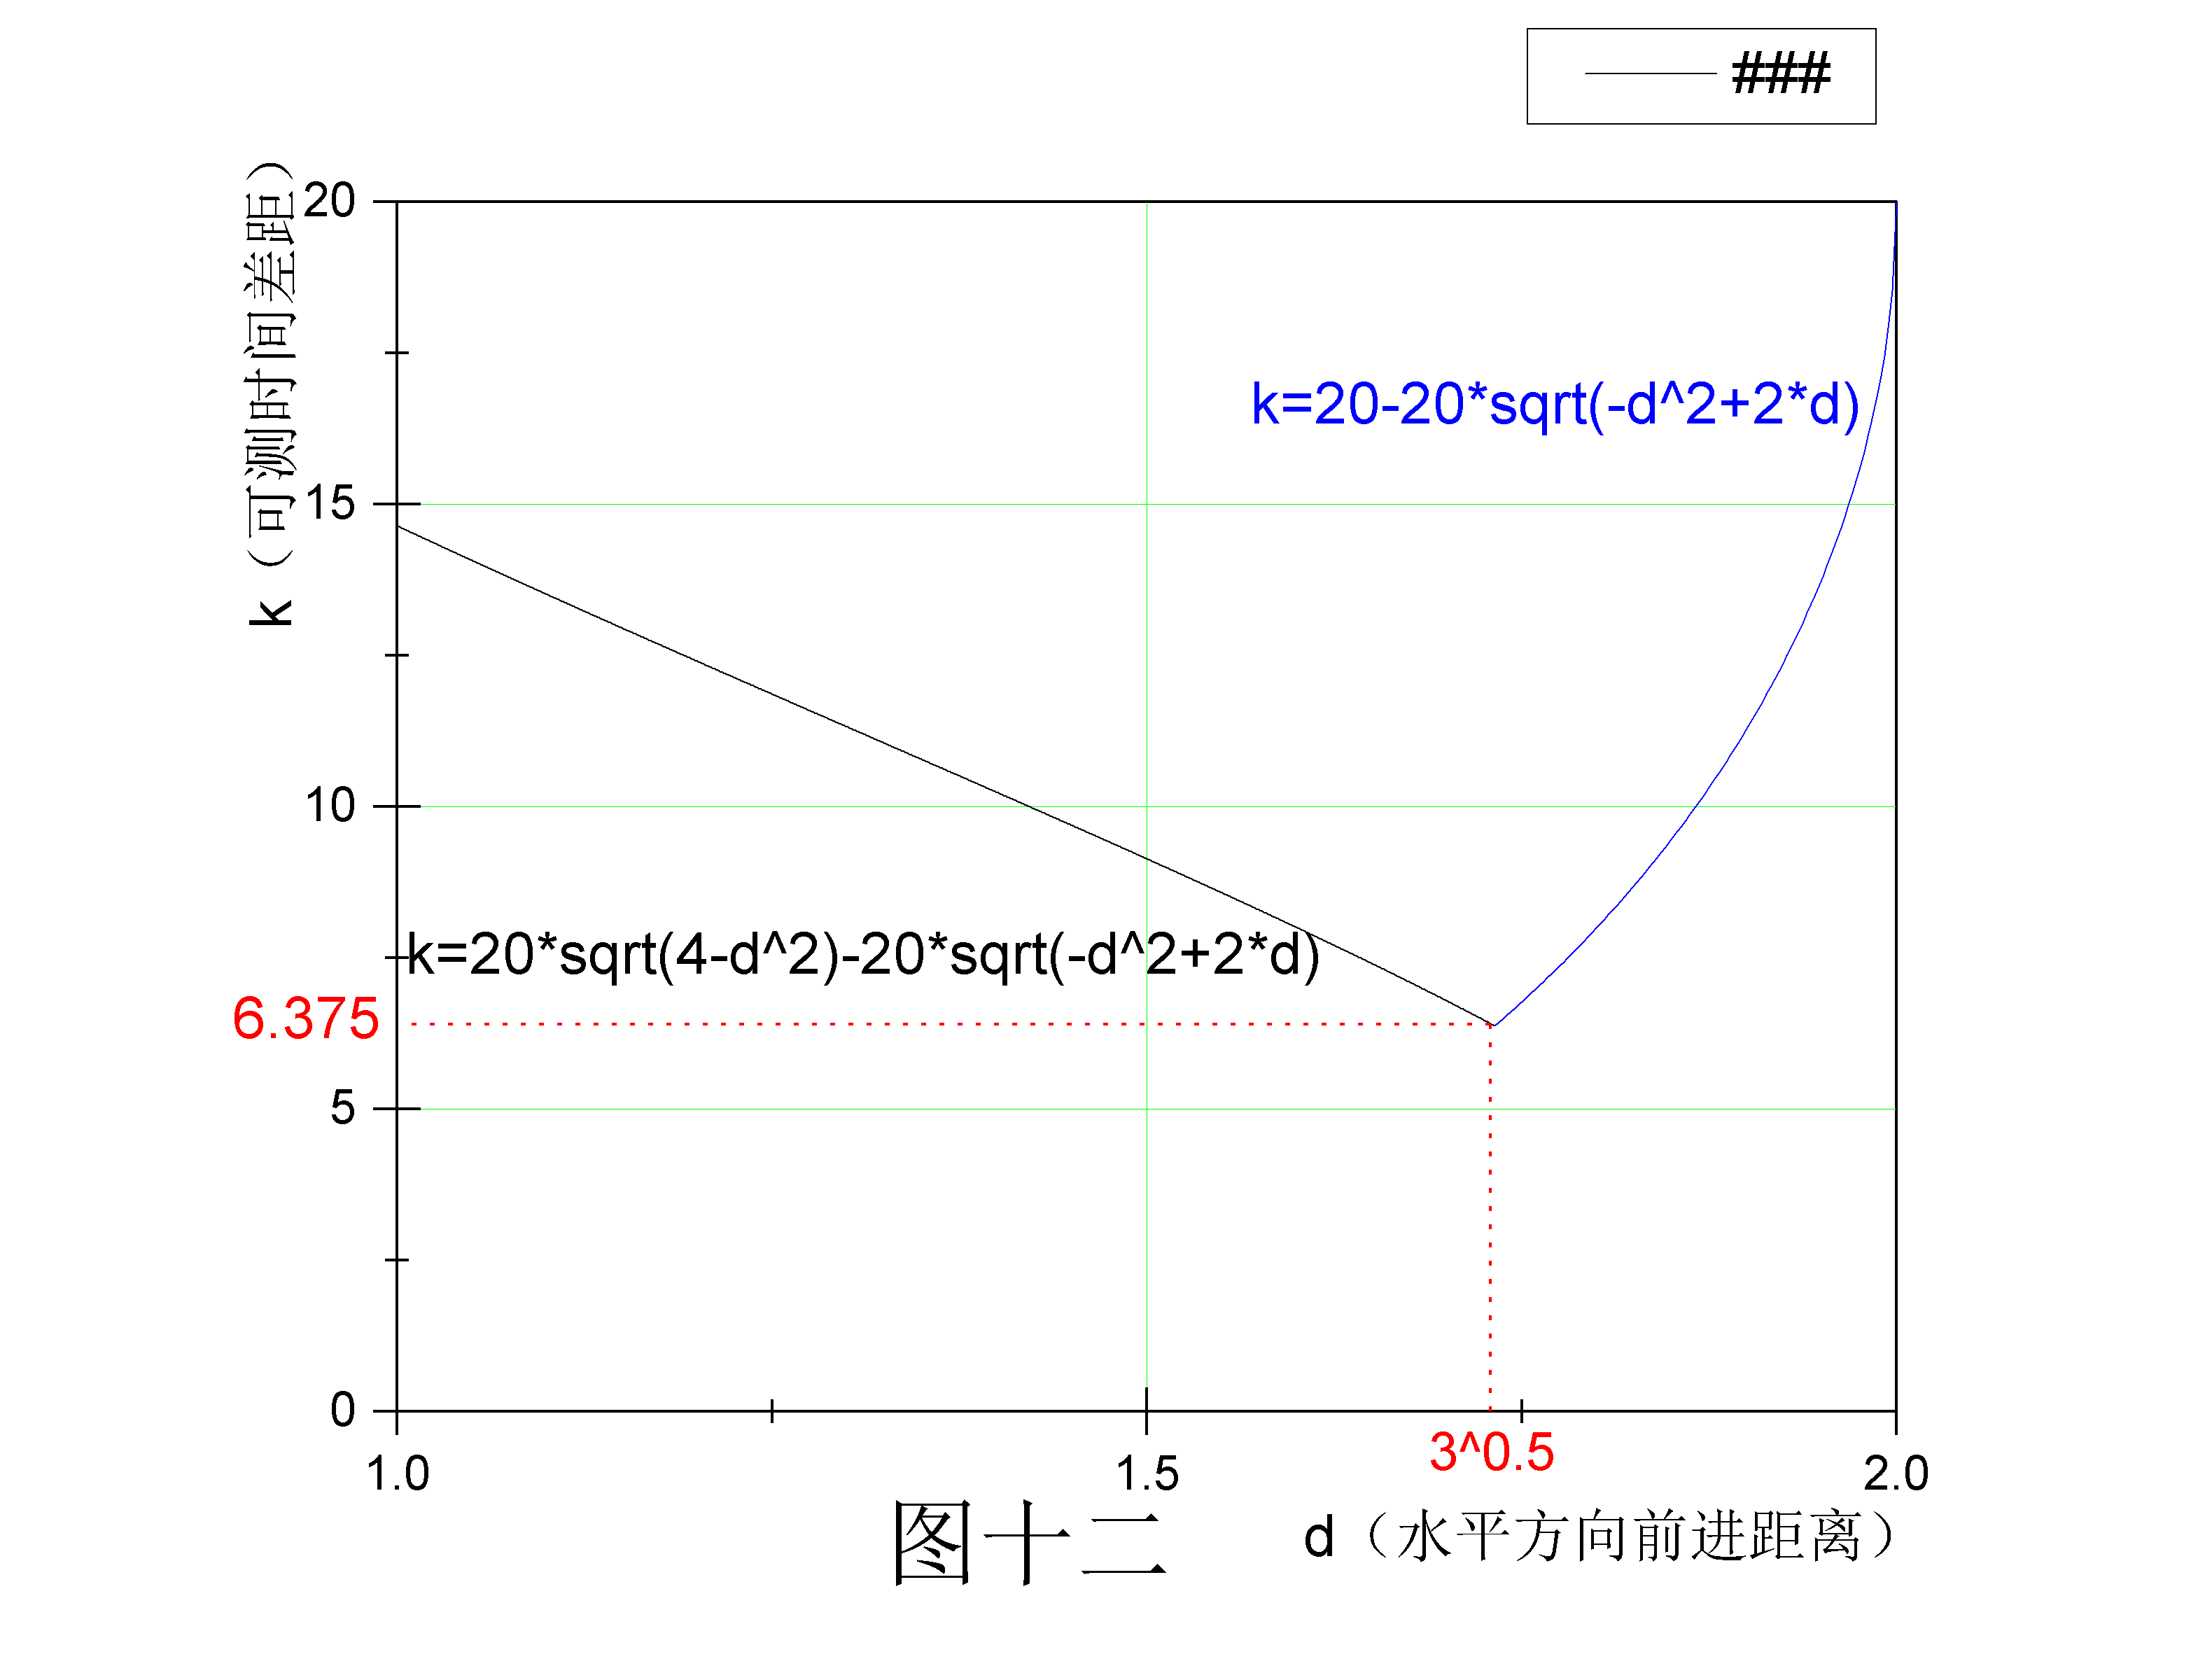 ###
k（可测时间差距）
20
15
10
5
0
k=20-20*sqrt(-d^2+2*d)
k=20*sqrt(4-d^2)-20*sqrt(-d^2+2*d)
6.375
3^0.5
1.0
1.5
2.0
d（水平方向前进距离）
图十二